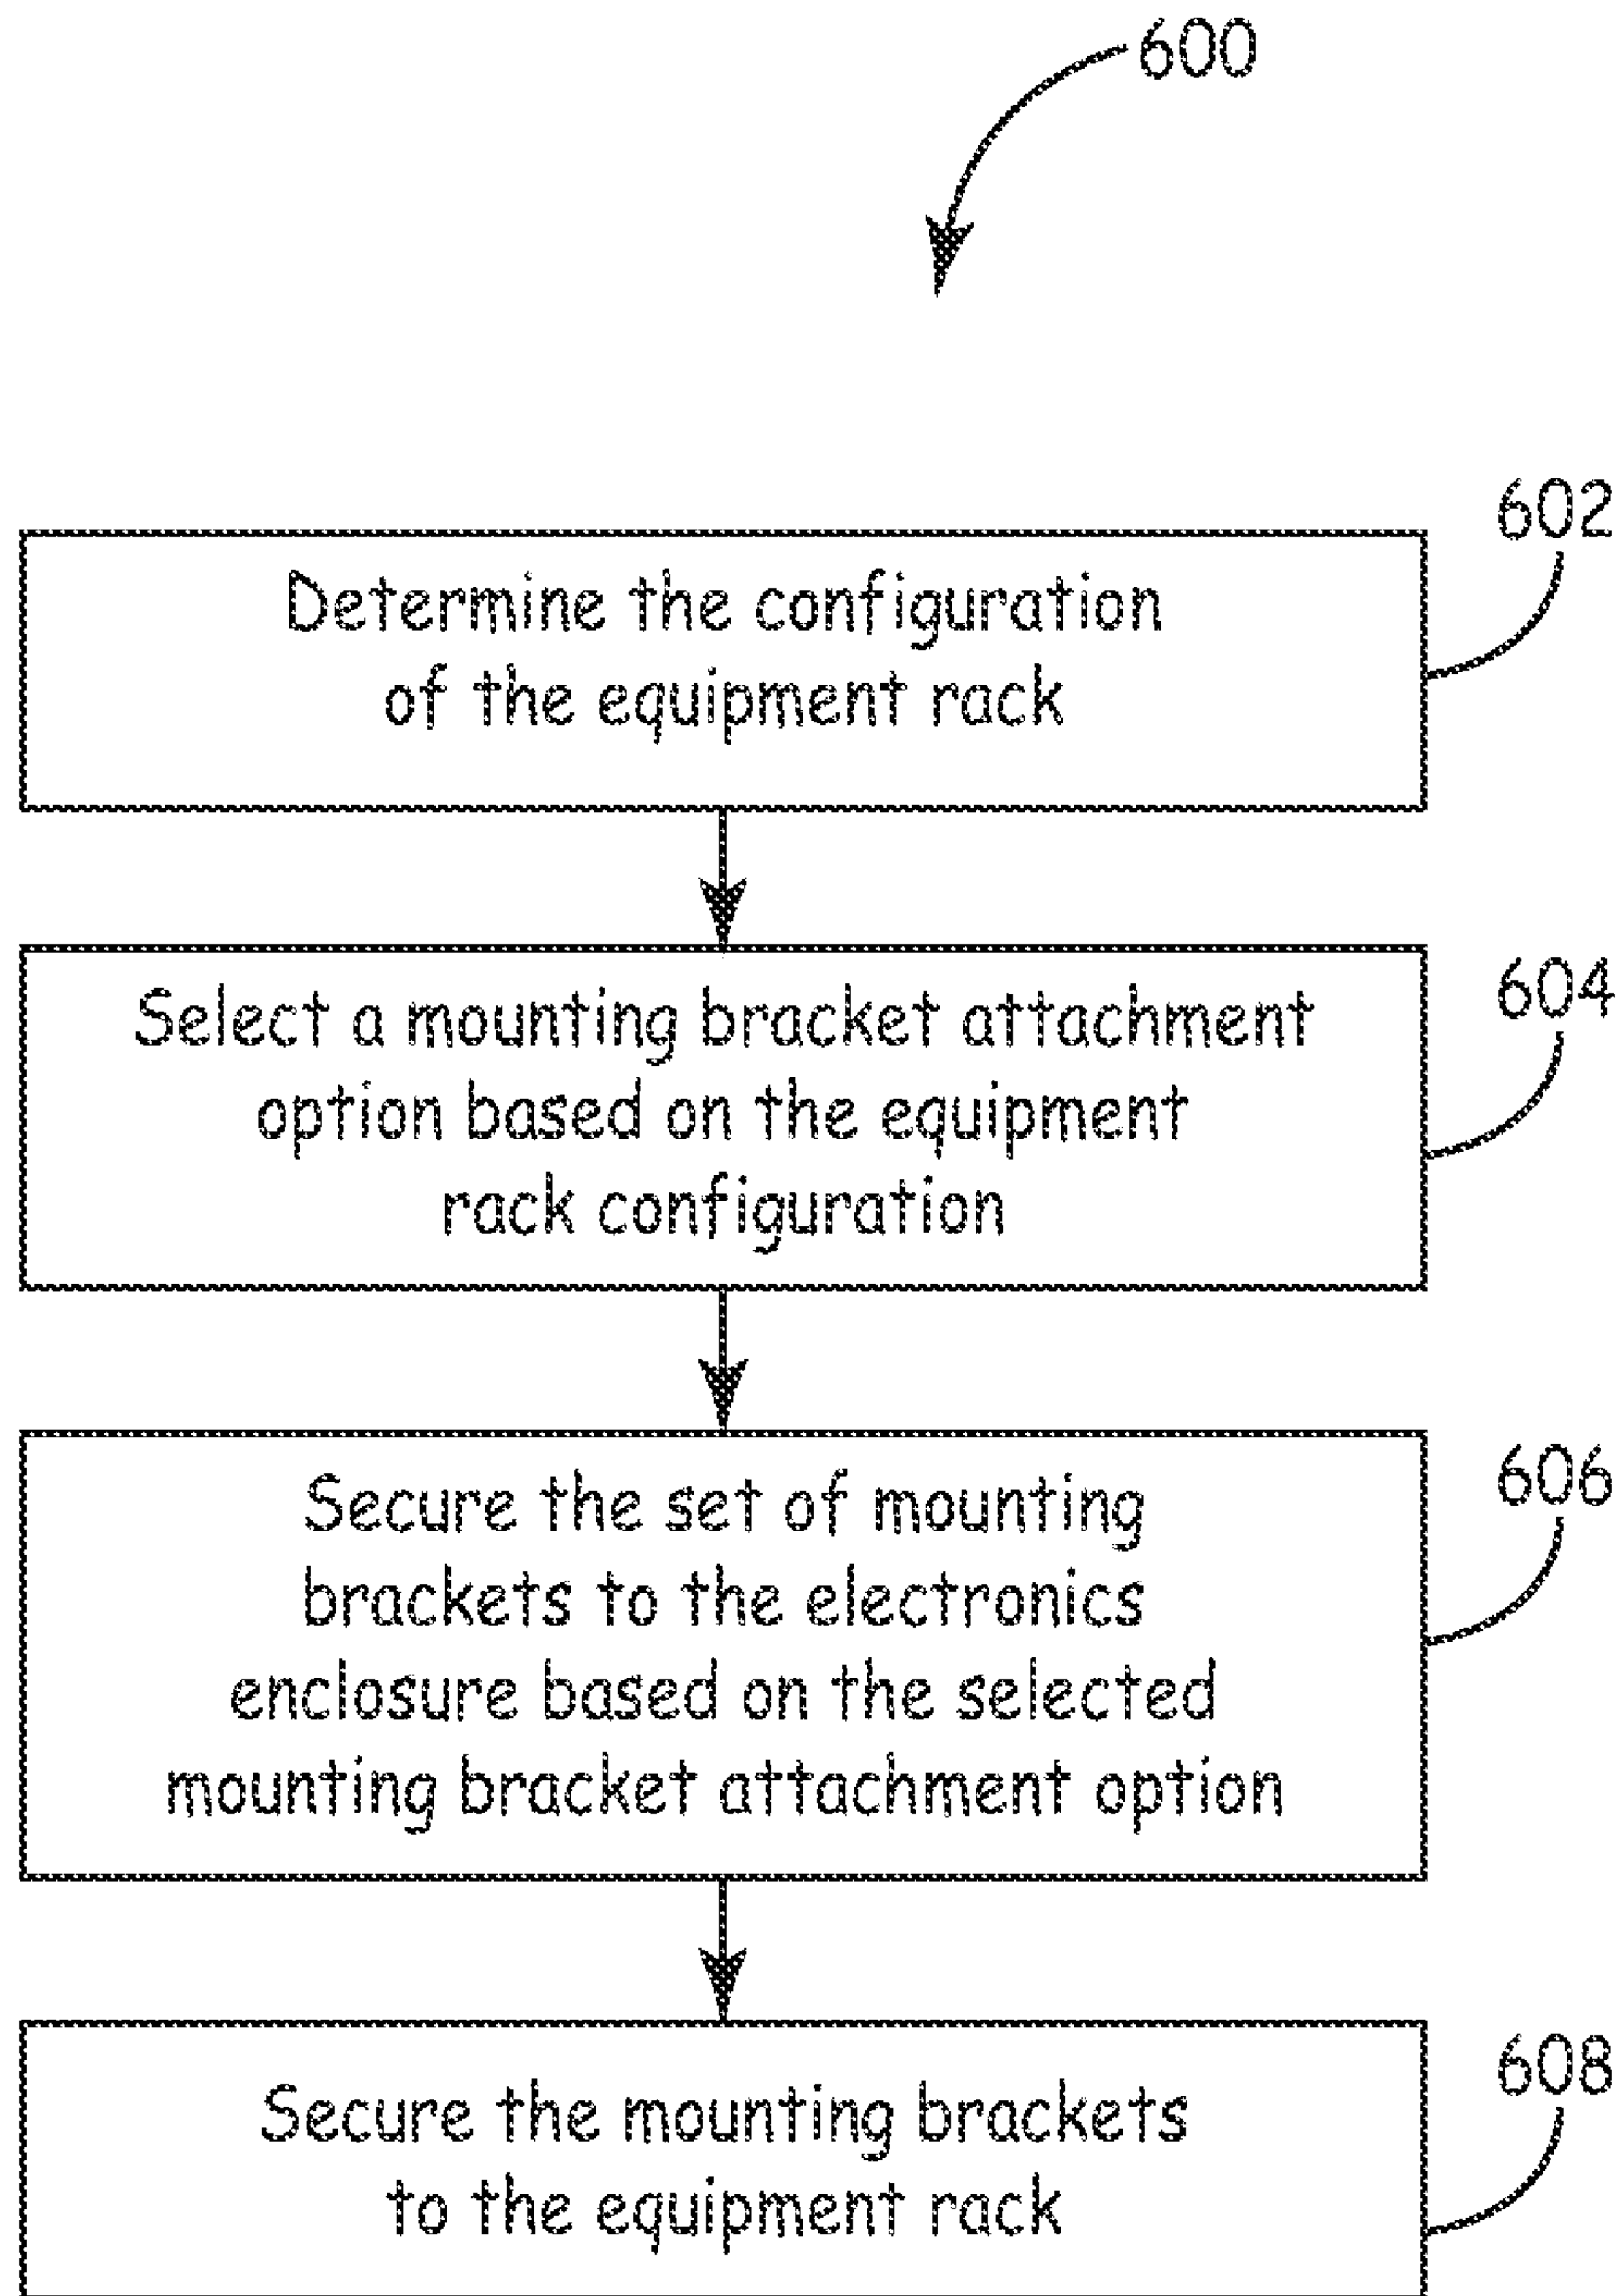 600
602
Determine the configuration
of the equipment rack
604
Select a mounting bracket attachment
option based on the equipment
rack configuration
606
Secure the set of mounting
brackets to the electronics
enclosure based on the selected
mounting bracket attachment option
608
Secure the mounting brackets
to the equipment rack